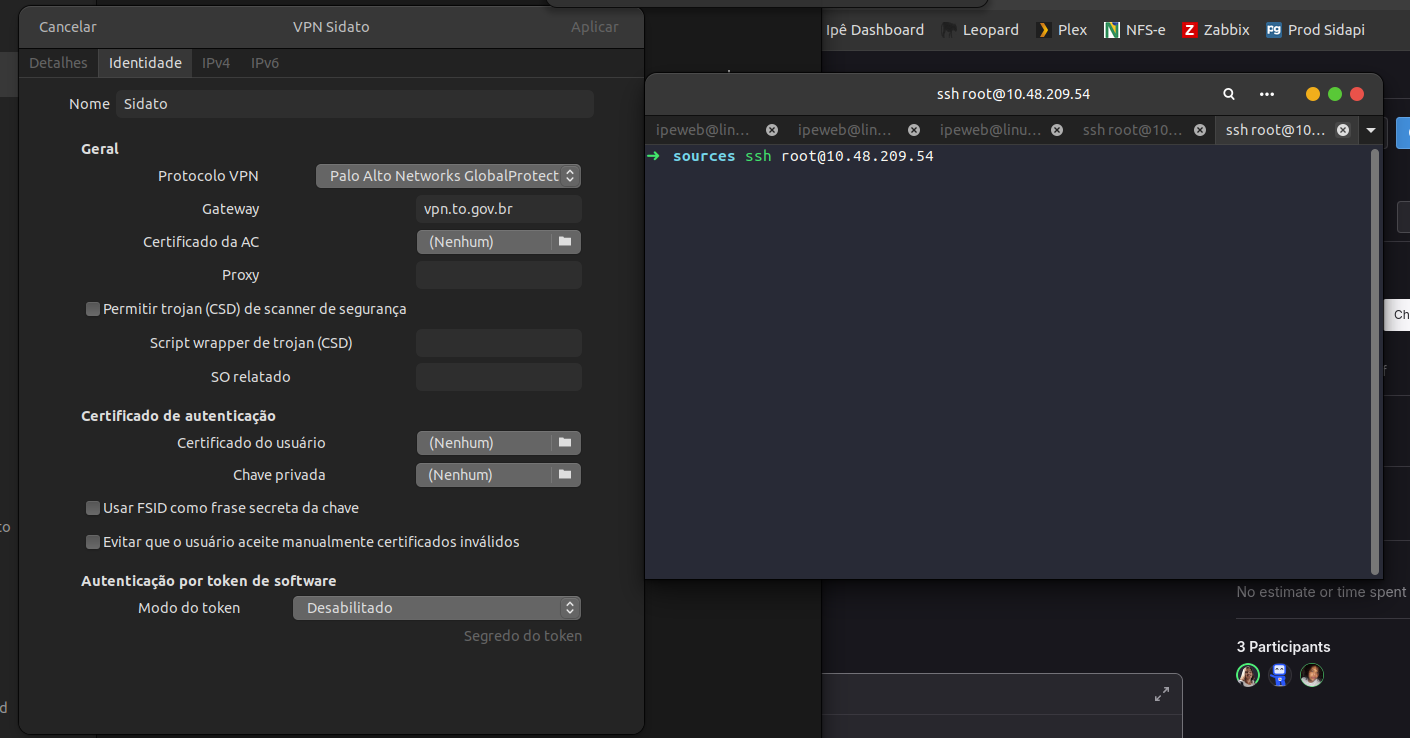 Cancelar
VPN Sidato
Aplicar
Detalhes
Identidade
IPv4
IPv6
Nome
Sidato
Geral
Protocolo VPN
Palo Alto Networks GlobalProtect
Gateway
vpn.to.gov.br
Certificado da AC
(Nenhum)
Proxy
Permitir trojan (CSD) de scanner de segurança
Script wrapper de trojan (CSD)
SO relatado
Certificado de autenticação
Certificado do usuário
(Nenhum)
Chave privada
(Nenhum)
Usar FSID como frase secreta da chave
Evitar que o usuário aceite manualmente certificados inválidos
Autenticação por token de software
Modo do token
Desabilitado
Segredo do token
Ipê Dashboard
Leopard
Plex
NFS-e
Z
Zabbix
pg
Prod Sidapi
ssh root@10.48.209.54
ipeweb@lin...
ipeweb@lin...
ipeweb@linu...
ssh root@10...
ssh root@10...
➜ sources ssh root@10.48.209.54
Ch
No estimate or time spent
3 Participants